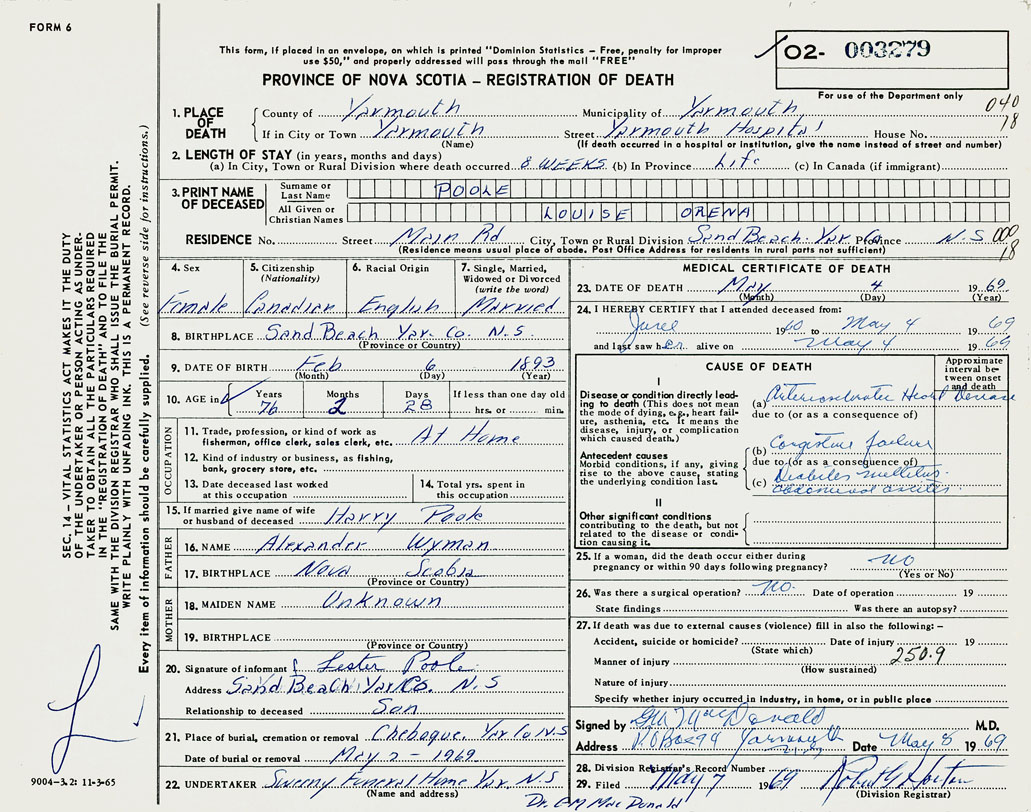 FORM 6
This form, if placed in an envelope, on which is printed "Dominion Statistics – Free, penalty for improper
use $50," and properly addressed will pass through the mail "FREE"
PROVINCE OF NOVA SCOTIA – REGISTRATION OF DEATH
02- 003279
For use of the Department only
040
18
1. PLACE OF DEATH
County of Yarmouth Municipality of Yarmouth
If in City or Town Yarmouth Street Yarmouth Hospital House No.
(Name) (If death occurred in a hospital or institution, give the name instead of street and number)
2. LENGTH OF STAY (in years, months and days)
(a) In City, Town or Rural Division where death occurred 8 WEEKS (b) In Province Life (c) In Canada (if immigrant)
3. PRINT NAME OF DECEASED
Surname or Last Name POOLE
All Given or Christian Names LOUISE ORENA
RESIDENCE No. Street Main Rd City, Town or Rural Division Sand Beach Yar. Co. Province N.S 000
18
(Residence means usual place of abode. Post Office Address for residents in rural parts not sufficient)
4. Sex
Female
5. Citizenship
(Nationality)
Canadian
6. Racial Origin
English
7. Single, Married,
Widowed or Divorced
(write the word)
Married
8. BIRTHPLACE Sand Beach Yar. Co. N.S
(Province or Country)
9. DATE OF BIRTH Feb 6 1893
(Month) (Day) (Year)
10. AGE in Years 76 Months 2 Days 28 If less than one day old
hrs. or min.
OCCUPATION
11. Trade, profession, or kind of work as
fisherman, office clerk, sales clerk, etc. At Home
12. Kind of industry or business, as fishing,
bank, grocery store, etc.
13. Date deceased last worked
at this occupation
14. Total yrs. spent in
this occupation
15. If married give name of wife
or husband of deceased Harry Poole
FATHER
16. NAME Alexander Wyman
17. BIRTHPLACE Nova Scotia
(Province or Country)
MOTHER
18. MAIDEN NAME Unknown
19. BIRTHPLACE
(Province or Country)
20. Signature of informant Lester Poole
Address Sand Beach Yar Co. N.S
Relationship to deceased Son
21. Place of burial, cremation or removal Chebogue, Yar Co N.S
Date of burial or removal May 7 - 1969
22. UNDERTAKER Sweeny Funeral Home Yar. N.S
(Name and address)
MEDICAL CERTIFICATE OF DEATH
23. DATE OF DEATH May 4 1969.
(Month) (Day) (Year)
24. I HEREBY CERTIFY that I attended deceased from:
June 1960 to May 4 1969
and last saw her alive on May 4 1969
CAUSE OF DEATH
Approximate
interval be-
tween onset
and death
I
Disease or condition directly lead-
ing to death (This does not mean
the mode of dying, e.g., heart fail-
ure, asthenia, etc. It means the
disease, injury, or complication
which caused death.)
(a) Arteriosclerotic Heart Disease
due to (or as a consequence of)
Antecedent causes
Morbid conditions, if any, giving
rise to the above cause, stating
the underlying condition last.
(b) Congestive failure
due to (or as a consequence of)
(c) Diabetes mellitus
abdominal ascites
II
Other significant conditions
contributing to the death, but not
related to the disease or condi-
tion causing it.
25. If a woman, did the death occur either during
pregnancy or within 90 days following pregnancy? no
(Yes or No)
26. Was there a surgical operation? no. Date of operation 19
State findings Was there an autopsy?
27. If death was due to external causes (violence) fill in also the following: –
Accident, suicide or homicide? Date of injury 19
(State which) 250.9
Manner of injury
(How sustained)
Nature of injury
Specify whether injury occurred in Industry, in home, or in public place
Signed by GM MacDonald M.D.
Address P.O Box 94 Yarmouth Date May 8 1969
28. Division Registrar's Record Number
29. Filed May 7 1969
(Division Registrar)
Dr. GM MacDonald
SEC. 14 – VITAL STATISTICS ACT MAKES IT THE DUTY
OF THE UNDERTAKER OR PERSON ACTING AS UNDER-
TAKER TO OBTAIN ALL THE PARTICULARS REQUIRED
IN THE "REGISTRATION OF DEATH" AND TO FILE THE
SAME WITH THE DIVISION REGISTRAR WHO SHALL ISSUE THE BURIAL PERMIT.
WRITE PLAINLY WITH UNFADING INK. THIS IS A PERMANENT RECORD.
Every item of information should be carefully supplied. (See reverse side for instructions.)
9004–3.2: 11-3-65